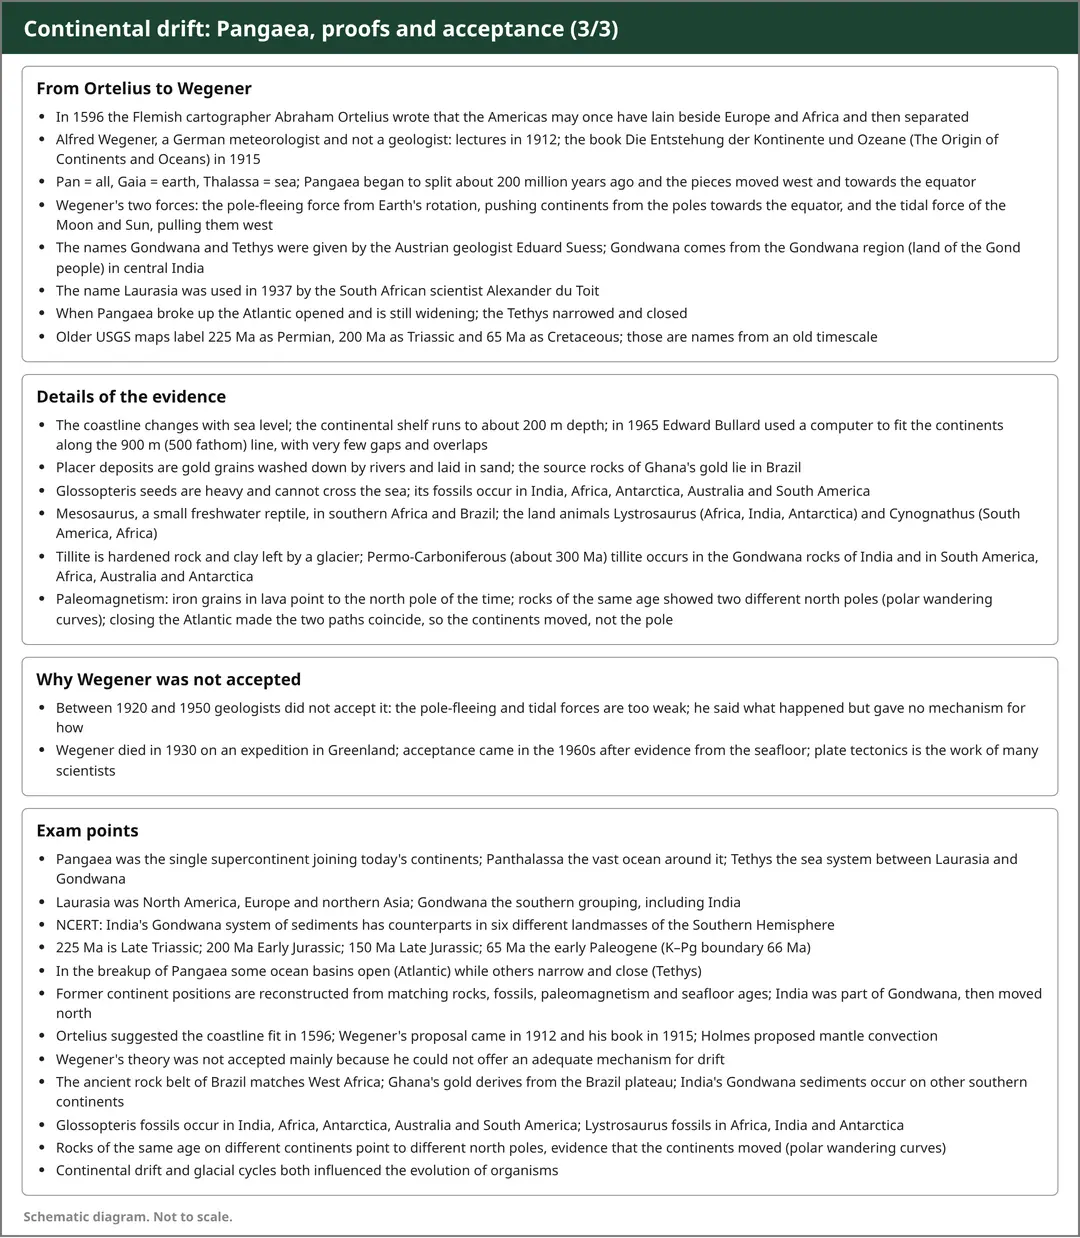 Continental drift: Pangaea, proofs and acceptance (3/3)
From Ortelius to Wegener
• In 1596 the Flemish cartographer Abraham Ortelius wrote that the Americas may once have lain beside Europe and Africa and then separated
• Alfred Wegener, a German meteorologist and not a geologist: lectures in 1912; the book Die Entstehung der Kontinente und Ozeane (The Origin of
Continents and Oceans) in 1915
• Pan = all, Gaia = earth, Thalassa = sea; Pangaea began to split about 200 million years ago and the pieces moved west and towards the equator
• Wegener's two forces: the pole-fleeing force from Earth's rotation, pushing continents from the poles towards the equator, and the tidal force of the
Moon and Sun, pulling them west
• The names Gondwana and Tethys were given by the Austrian geologist Eduard Suess; Gondwana comes from the Gondwana region (land of the Gond
people) in central India
• The name Laurasia was used in 1937 by the South African scientist Alexander du Toit
• When Pangaea broke up the Atlantic opened and is still widening; the Tethys narrowed and closed
• Older USGS maps label 225 Ma as Permian, 200 Ma as Triassic and 65 Ma as Cretaceous; those are names from an old timescale
Details of the evidence
• The coastline changes with sea level; the continental shelf runs to about 200 m depth; in 1965 Edward Bullard used a computer to fit the continents
along the 900 m (500 fathom) line, with very few gaps and overlaps
• Placer deposits are gold grains washed down by rivers and laid in sand; the source rocks of Ghana's gold lie in Brazil
• Glossopteris seeds are heavy and cannot cross the sea; its fossils occur in India, Africa, Antarctica, Australia and South America
• Mesosaurus, a small freshwater reptile, in southern Africa and Brazil; the land animals Lystrosaurus (Africa, India, Antarctica) and Cynognathus (South
America, Africa)
• Tillite is hardened rock and clay left by a glacier; Permo-Carboniferous (about 300 Ma) tillite occurs in the Gondwana rocks of India and in South America,
Africa, Australia and Antarctica
• Paleomagnetism: iron grains in lava point to the north pole of the time; rocks of the same age showed two different north poles (polar wandering
curves); closing the Atlantic made the two paths coincide, so the continents moved, not the pole
Why Wegener was not accepted
• Between 1920 and 1950 geologists did not accept it: the pole-fleeing and tidal forces are too weak; he said what happened but gave no mechanism for
how
• Wegener died in 1930 on an expedition in Greenland; acceptance came in the 1960s after evidence from the seafloor; plate tectonics is the work of many
scientists
Exam points
• Pangaea was the single supercontinent joining today's continents; Panthalassa the vast ocean around it; Tethys the sea system between Laurasia and
Gondwana
• Laurasia was North America, Europe and northern Asia; Gondwana the southern grouping, including India
• NCERT: India's Gondwana system of sediments has counterparts in six different landmasses of the Southern Hemisphere
• 225 Ma is Late Triassic; 200 Ma Early Jurassic; 150 Ma Late Jurassic; 65 Ma the early Paleogene (K–Pg boundary 66 Ma)
• In the breakup of Pangaea some ocean basins open (Atlantic) while others narrow and close (Tethys)
• Former continent positions are reconstructed from matching rocks, fossils, paleomagnetism and seafloor ages; India was part of Gondwana, then moved
north
• Ortelius suggested the coastline fit in 1596; Wegener's proposal came in 1912 and his book in 1915; Holmes proposed mantle convection
• Wegener's theory was not accepted mainly because he could not offer an adequate mechanism for drift
• The ancient rock belt of Brazil matches West Africa; Ghana's gold derives from the Brazil plateau; India's Gondwana sediments occur on other southern
continents
• Glossopteris fossils occur in India, Africa, Antarctica, Australia and South America; Lystrosaurus fossils in Africa, India and Antarctica
• Rocks of the same age on different continents point to different north poles, evidence that the continents moved (polar wandering curves)
• Continental drift and glacial cycles both influenced the evolution of organisms
Schematic diagram. Not to scale.